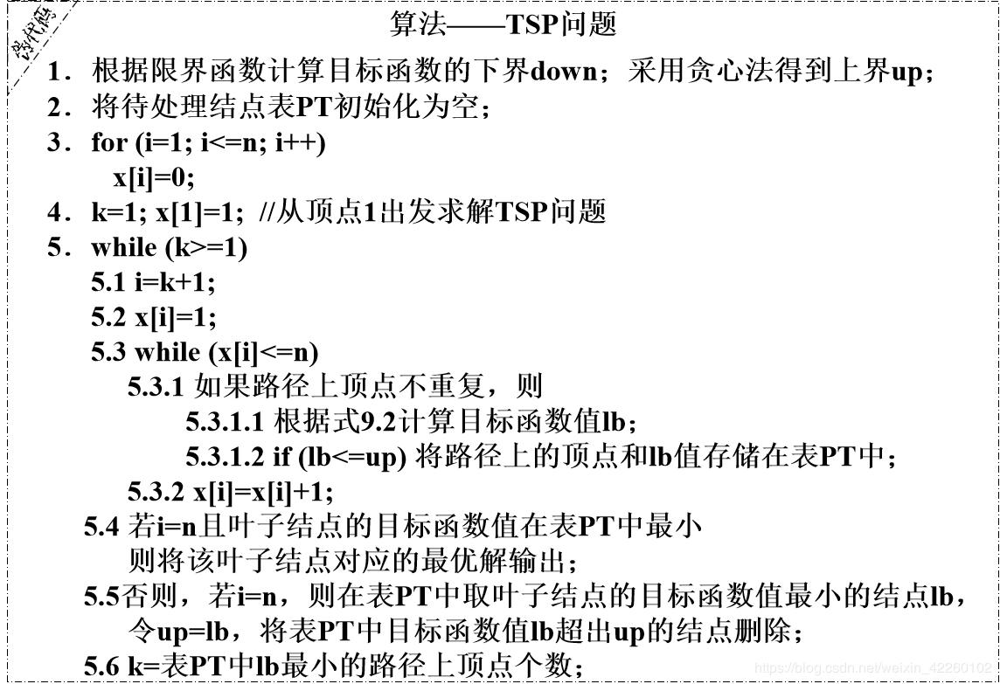 伪代码
算法——TSP问题
1. 根据限界函数计算目标函数的下界down；采用贪心法得到上界up；
2. 将待处理结点表PT初始化为空；
3. for (i=1; i<=n; i++)
x[i]=0;
4. k=1; x[1]=1; //从顶点1出发求解TSP问题
5. while (k>=1)
5.1 i=k+1;
5.2 x[i]=1;
5.3 while (x[i]<=n)
5.3.1 如果路径上顶点不重复，则
5.3.1.1 根据式9.2计算目标函数值lb；
5.3.1.2 if (lb<=up) 将路径上的顶点和lb值存储在表PT中；
5.3.2 x[i]=x[i]+1;
5.4 若i=n且叶子结点的目标函数值在表PT中最小
则将该叶子结点对应的最优解输出；
5.5否则，若i=n，则在表PT中取叶子结点的目标函数值最小的结点lb，
令up=lb，将表PT中目标函数值lb超出up的结点删除；
5.6 k=表PT中lb最小的路径上顶点个数；
https://blog.csdn.net/weixin_42260102